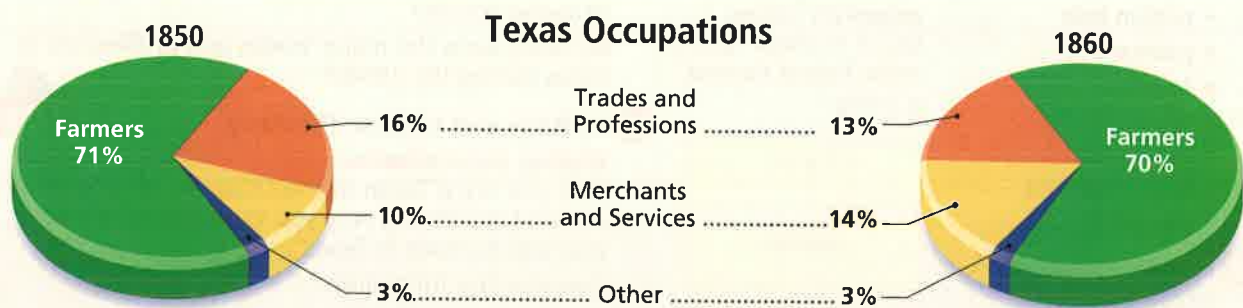 Texas Occupations
1850
1860
Farmers
71%
Farmers
70%
16% ........ Trades and
Professions ........ 13%
10% ........ Merchants
and Services ........ 14%
3% ........ Other ........ 3%